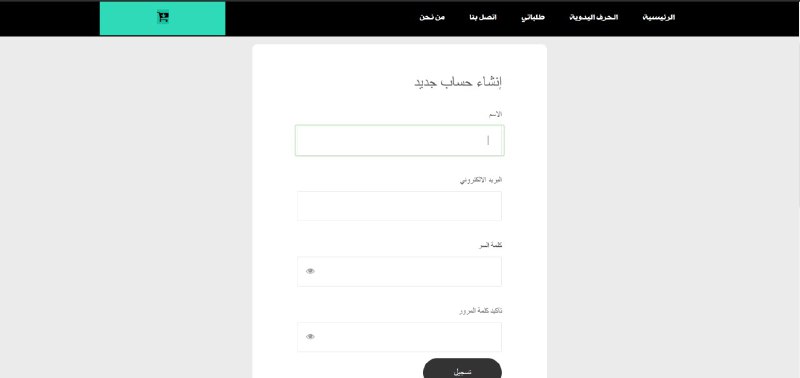 الرئيسية الحرف اليدوية طلباتي اتصل بنا من نحن
إنشاء حساب جديد
الاسم
البريد الالكتروني
كلمة السر
تاكيد كلمة المرور
تسجيل